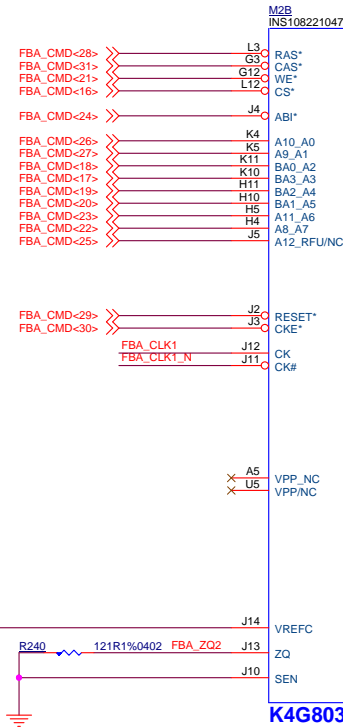 M2B
INS108221047
FBA_CMD<28> L3 RAS*
FBA_CMD<31> G3 CAS*
FBA_CMD<21> G12 WE*
FBA_CMD<16> L12 CS*
FBA_CMD<24> J4 ABI*
FBA_CMD<26> K4 A10_A0
FBA_CMD<27> K5 A9_A1
FBA_CMD<18> K11 BA0_A2
FBA_CMD<17> K10 BA3_A3
FBA_CMD<19> H11 BA2_A4
FBA_CMD<20> H10 BA1_A5
FBA_CMD<23> H5 A11_A6
FBA_CMD<22> H4 A8_A7
FBA_CMD<25> J5 A12_RFU/NC
FBA_CMD<29> J2 RESET*
FBA_CMD<30> J3 CKE*
FBA_CLK1 J12 CK
FBA_CLK1_N J11 CK#
A5 VPP_NC
U5 VPP/NC
J14 VREFC
R240 121R1%0402 FBA_ZQ2 J13 ZQ
J10 SEN
K4G803